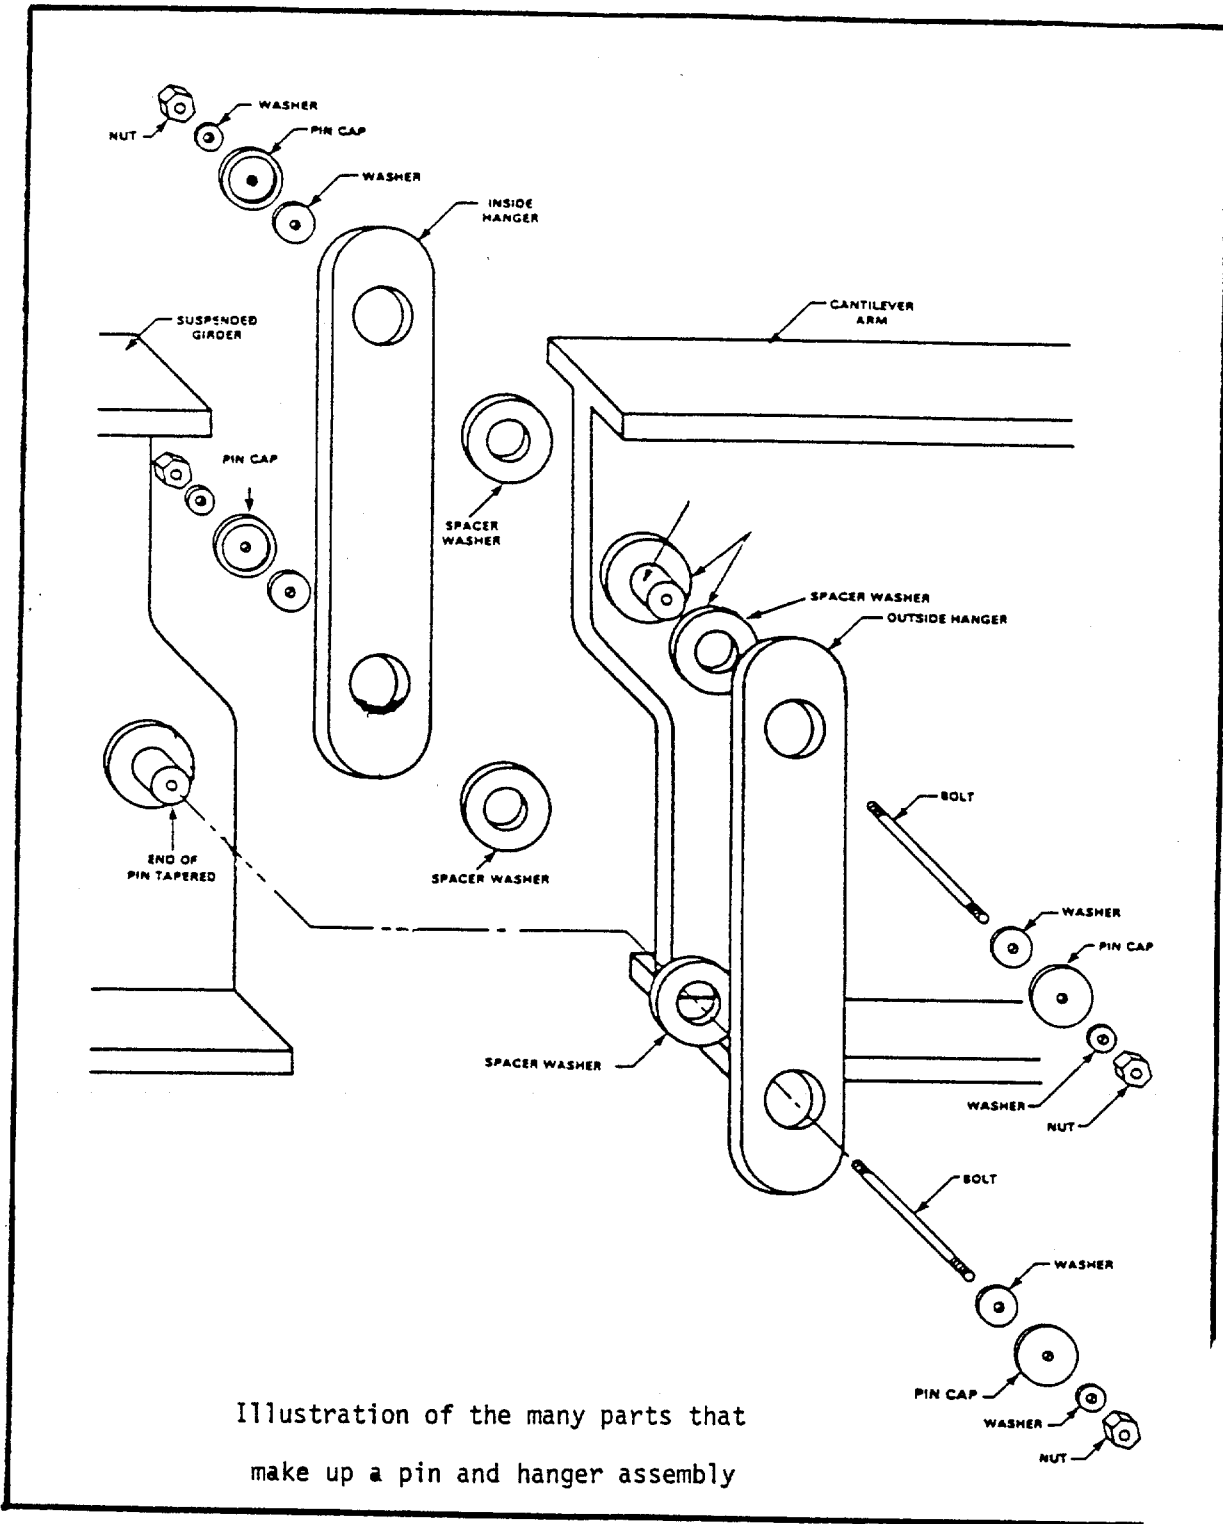 WASHER
NUT
PIN CAP
WASHER
INSIDE
HANGER
SUSPENDED
GIRDER
CANTILEVER
ARM
PIN CAP
SPACER
WASHER
SPACER WASHER
OUTSIDE HANGER
BOLT
END OF
PIN TAPERED
SPACER WASHER
WASHER
PIN CAP
SPACER WASHER
WASHER
NUT
BOLT
WASHER
PIN CAP
WASHER
NUT
Illustration of the many parts that
make up a pin and hanger assembly